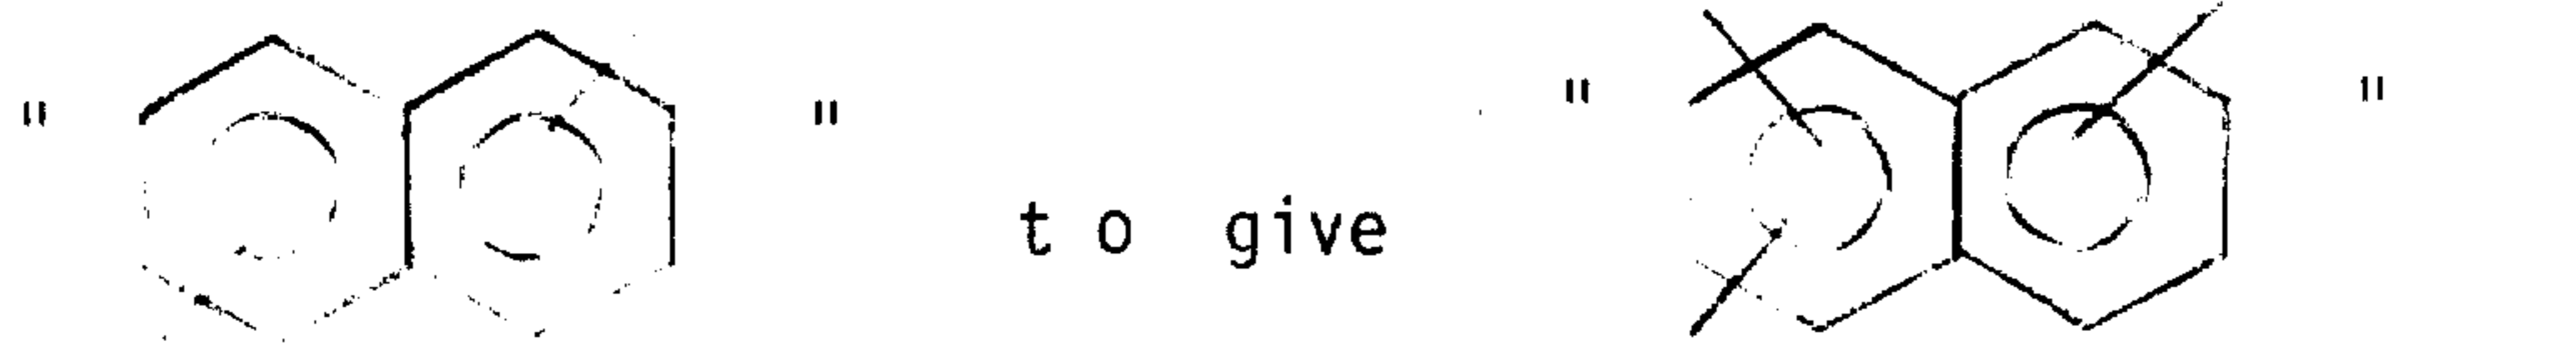 " " to give " "